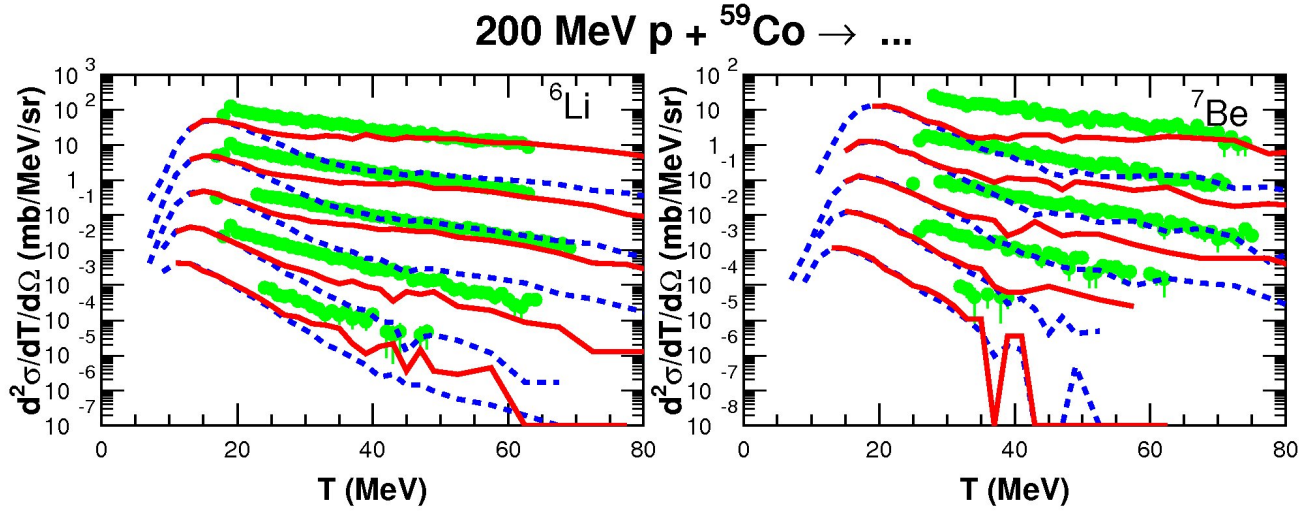 200 MeV p + ⁵⁹Co → ...
d²σ/dT/dΩ (mb/MeV/sr)
10³
10²
10
1
10⁻¹
10⁻²
10⁻³
10⁻⁴
10⁻⁵
10⁻⁶
10⁻⁷
⁶Li
0 20 40 60 80
T (MeV)
d²σ/dT/dΩ (mb/MeV/sr)
10²
10
1
10⁻¹
10⁻²
10⁻³
10⁻⁴
10⁻⁵
10⁻⁶
10⁻⁷
10⁻⁸
⁷Be
0 20 40 60 80
T (MeV)